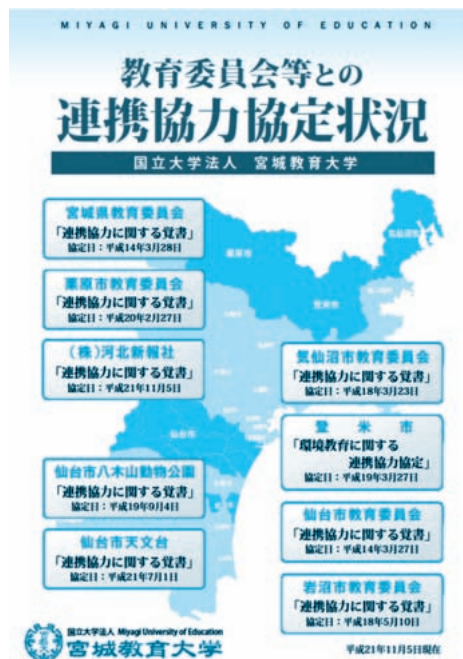 MIYAGI UNIVERSITY OF EDUCATION
教育委員会等との
連携協力協定状況
国立大学法人 宮城教育大学
宮城県教育委員会
「連携協力に関する覚書」
協定日：平成14年3月28日
栗原市教育委員会
「連携協力に関する覚書」
協定日：平成20年2月27日
(株)河北新報社
「連携協力に関する覚書」
協定日：平成21年11月5日
仙台市八木山動物公園
「連携協力に関する覚書」
協定日：平成19年9月4日
仙台市天文台
「連携協力に関する覚書」
協定日：平成21年7月1日
栗原市
気仙沼市
登米市
仙台市
気仙沼市教育委員会
「連携協力に関する覚書」
協定日：平成18年3月23日
登米市
「環境教育に関する
連携協力協定」
協定日：平成19年3月27日
仙台市教育委員会
「連携協力に関する覚書」
協定日：平成14年3月27日
岩沼市教育委員会
「連携協力に関する覚書」
協定日：平成18年5月10日
国立大学法人 Miyagi University of Education
宮城教育大学
平成21年11月5日現在